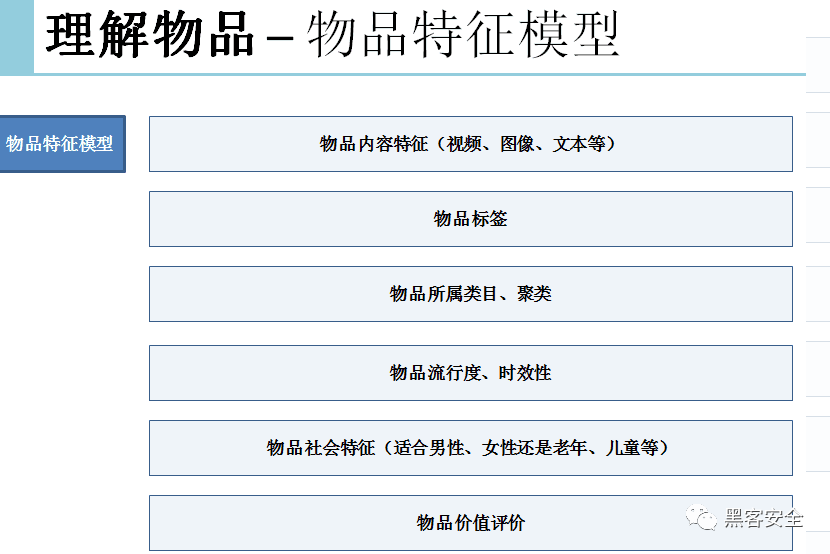 理解物品 – 物品特征模型
物品特征模型
物品内容特征（视频、图像、文本等）
物品标签
物品所属类目、聚类
物品流行度、时效性
物品社会特征（适合男性、女性还是老年、儿童等）
物品价值评价
黑客安全